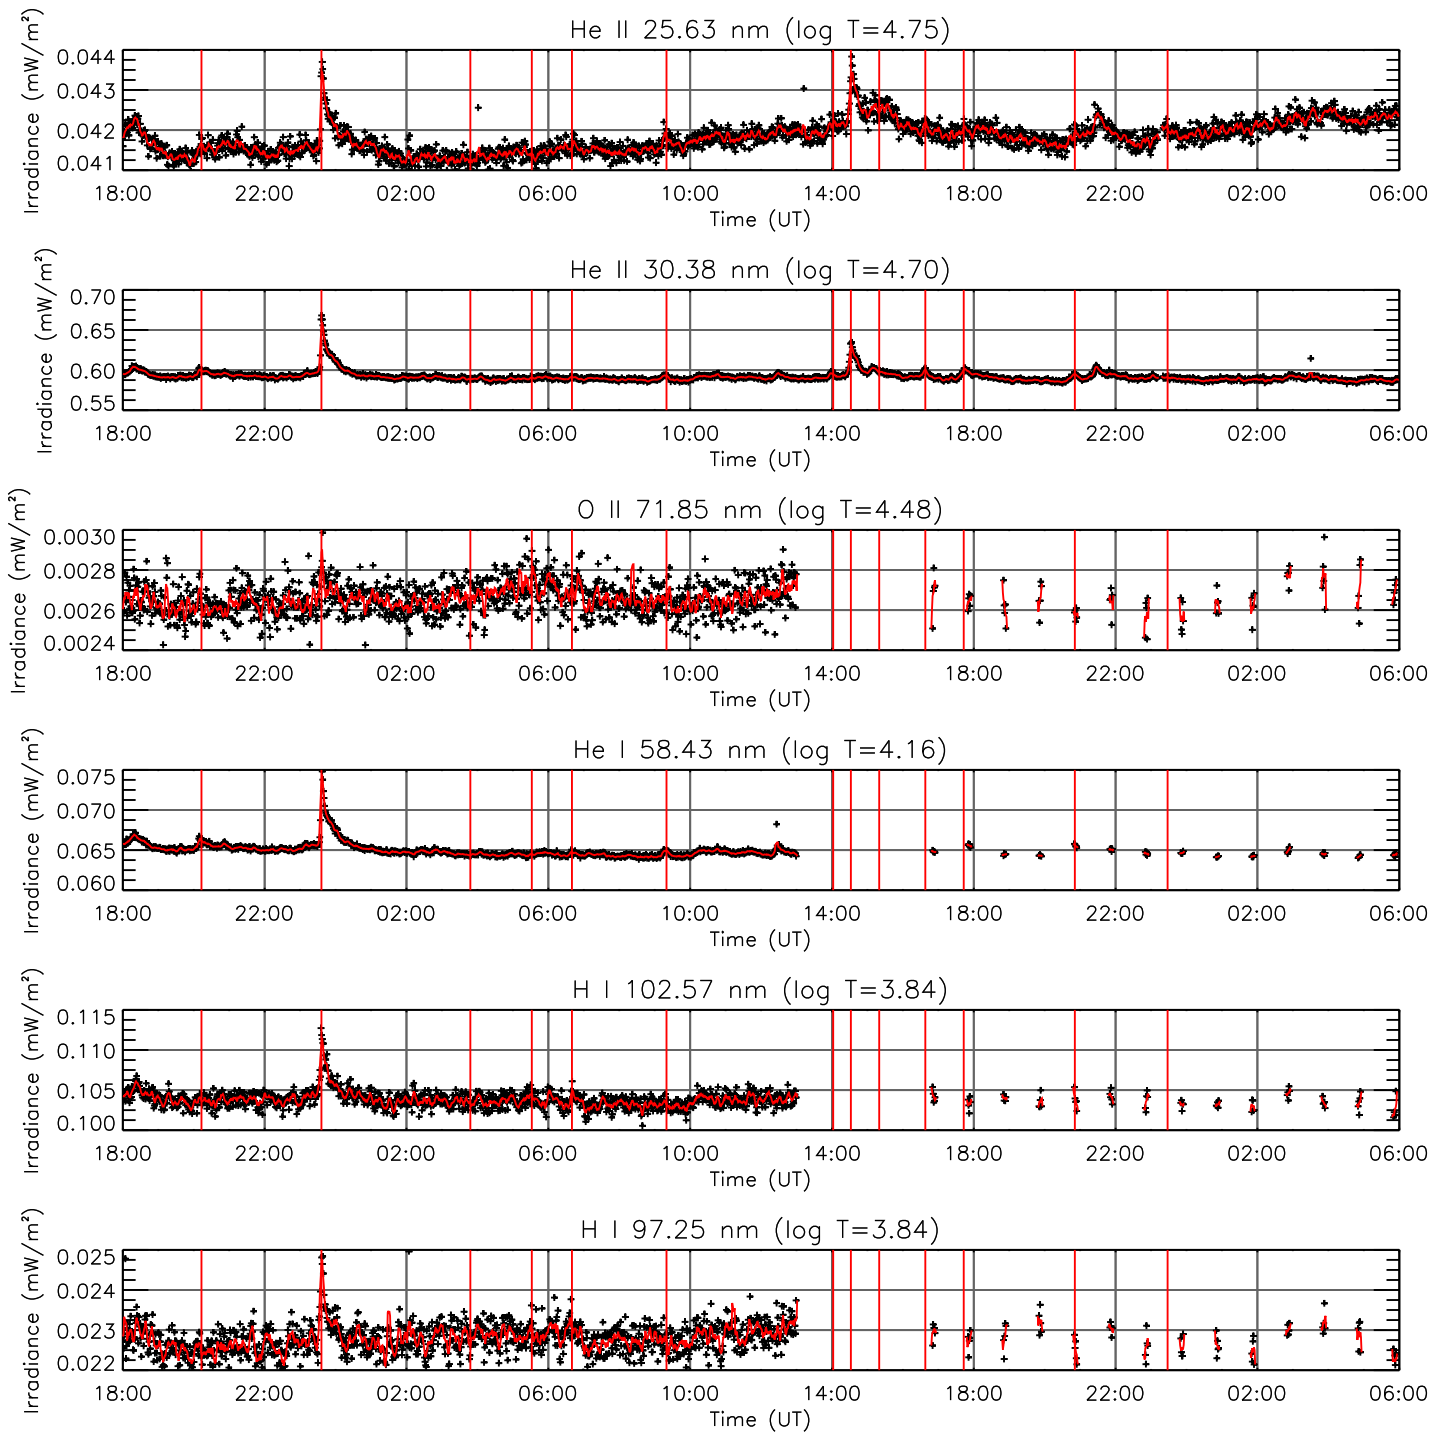 He II 25.63 nm (log T=4.75)
Irradiance (mW/m²)
0.044
0.043
0.042
0.041
18:00 22:00 02:00 06:00 10:00 14:00 18:00 22:00 02:00 06:00
Time (UT)
He II 30.38 nm (log T=4.70)
Irradiance (mW/m²)
0.70
0.65
0.60
0.55
18:00 22:00 02:00 06:00 10:00 14:00 18:00 22:00 02:00 06:00
Time (UT)
O II 71.85 nm (log T=4.48)
Irradiance (mW/m²)
0.0030
0.0028
0.0026
0.0024
18:00 22:00 02:00 06:00 10:00 14:00 18:00 22:00 02:00 06:00
Time (UT)
He I 58.43 nm (log T=4.16)
Irradiance (mW/m²)
0.075
0.070
0.065
0.060
18:00 22:00 02:00 06:00 10:00 14:00 18:00 22:00 02:00 06:00
Time (UT)
H I 102.57 nm (log T=3.84)
Irradiance (mW/m²)
0.115
0.110
0.105
0.100
18:00 22:00 02:00 06:00 10:00 14:00 18:00 22:00 02:00 06:00
Time (UT)
H I 97.25 nm (log T=3.84)
Irradiance (mW/m²)
0.025
0.024
0.023
0.022
18:00 22:00 02:00 06:00 10:00 14:00 18:00 22:00 02:00 06:00
Time (UT)